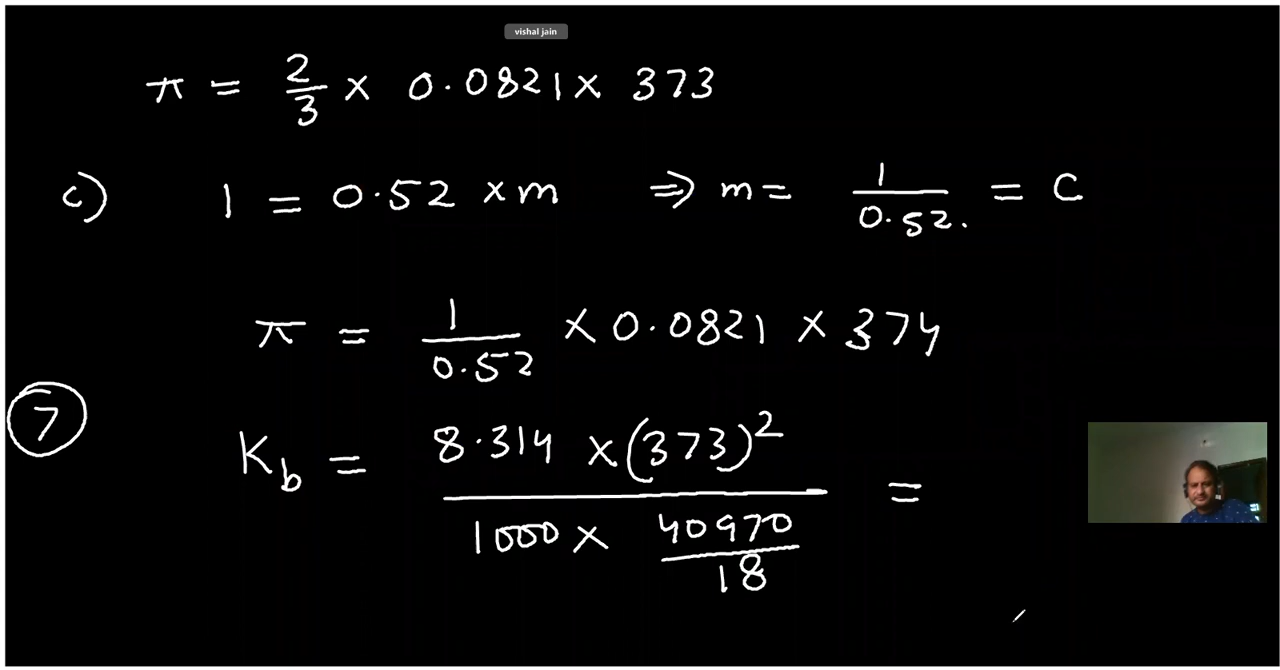 vishal jain
π = 2/3 × 0.0821 × 373
c) 1 = 0.52 × m ⇒ m = 1/0.52. = C
π = 1/0.52 × 0.0821 × 374
7
K_b = 8.314 × (373)² / 1000 × 40970/18 =